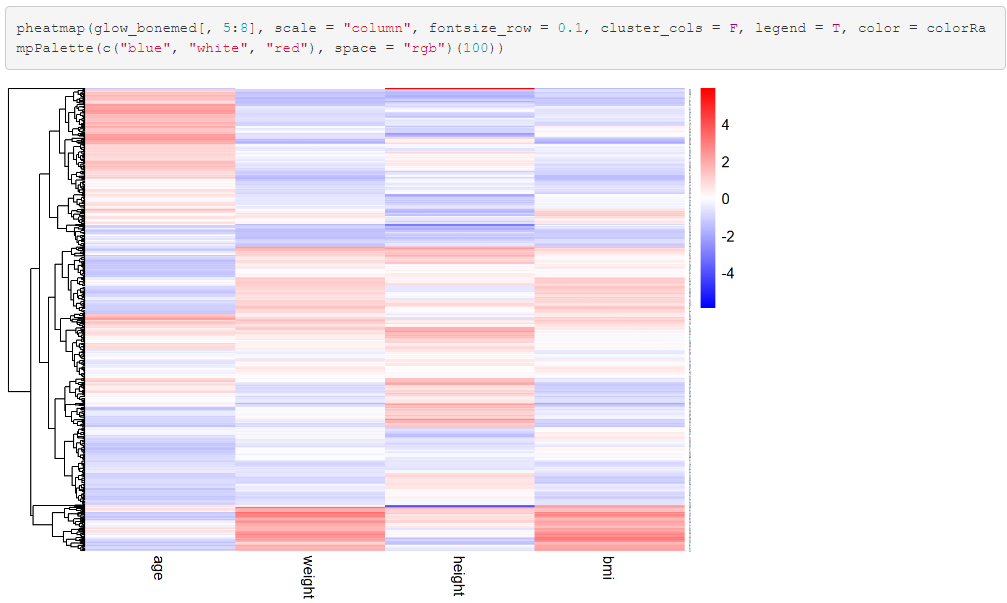 pheatmap(glow_bonemed[, 5:8], scale = "column", fontsize_row = 0.1, cluster_cols = F, legend = T, color = colorRa
mpPalette(c("blue", "white", "red"), space = "rgb")(100))
4
2
0
-2
-4
age
weight
height
bmi